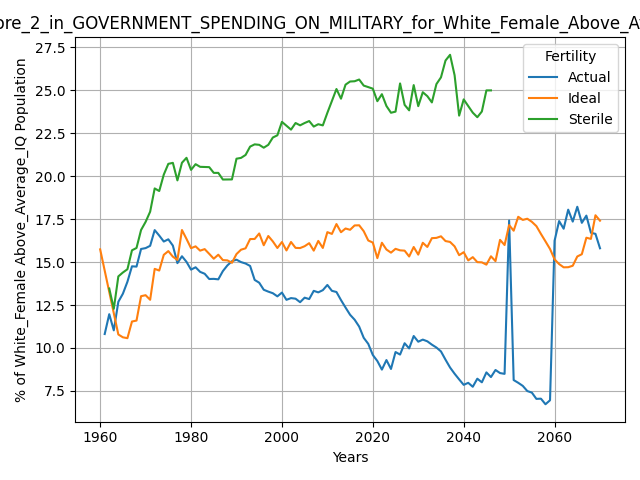 ore_2_in_GOVERNMENT_SPENDING_ON_MILITARY_for_White_Female_Above_A
Fertility
Actual
Ideal
Sterile
% of White_Female Above_Average_IQ Population
27.5
25.0
22.5
20.0
17.5
15.0
12.5
10.0
7.5
1960
1980
2000
2020
2040
2060
Years